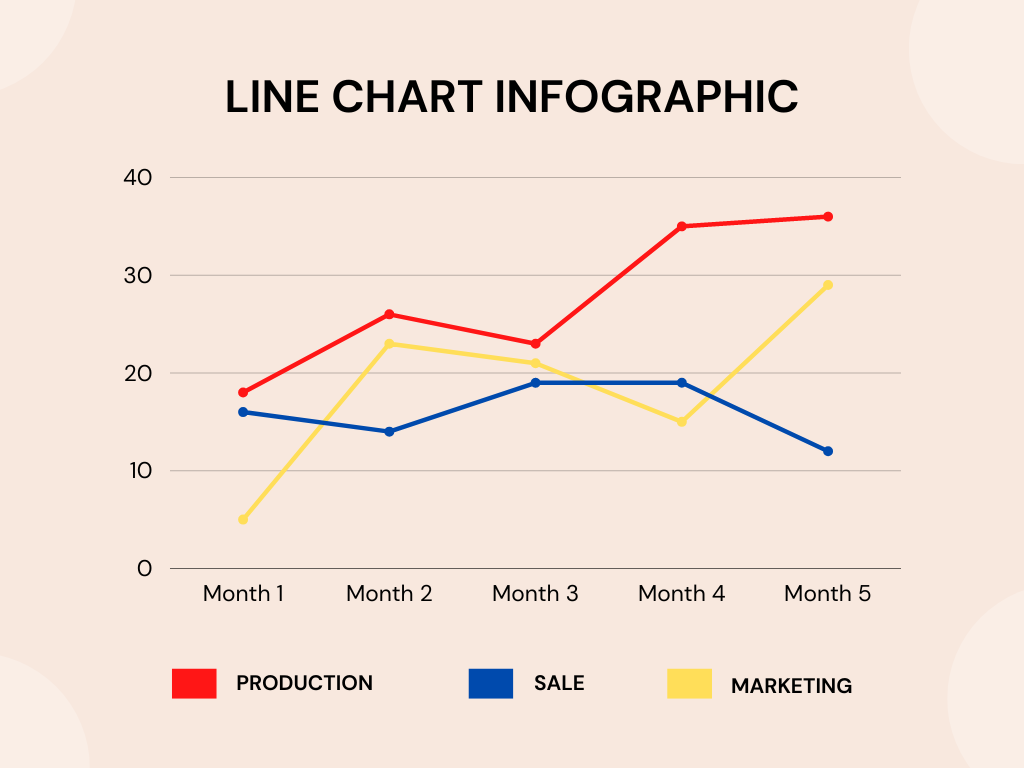 LINE CHART INFOGRAPHIC
40
30
20
10
0
Month 1 Month 2 Month 3 Month 4 Month 5
PRODUCTION SALE MARKETING